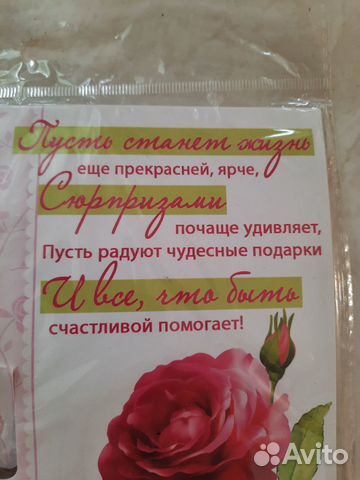 Пусть станет жизнь
еще прекрасней, ярче,
Сюрпризами
почаще удивляет,
Пусть радуют чудесные подарки
И все, что быть
счастливой помогает!
Avito